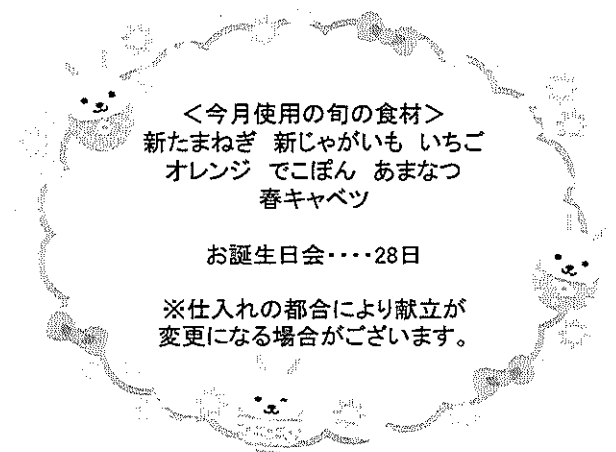 ＜今月使用の旬の食材＞
新たまねぎ　新じゃがいも　いちご
オレンジ　でこぽん　あまなつ
春キャベツ
お誕生日会････28日
※仕入れの都合により献立が
変更になる場合がございます。